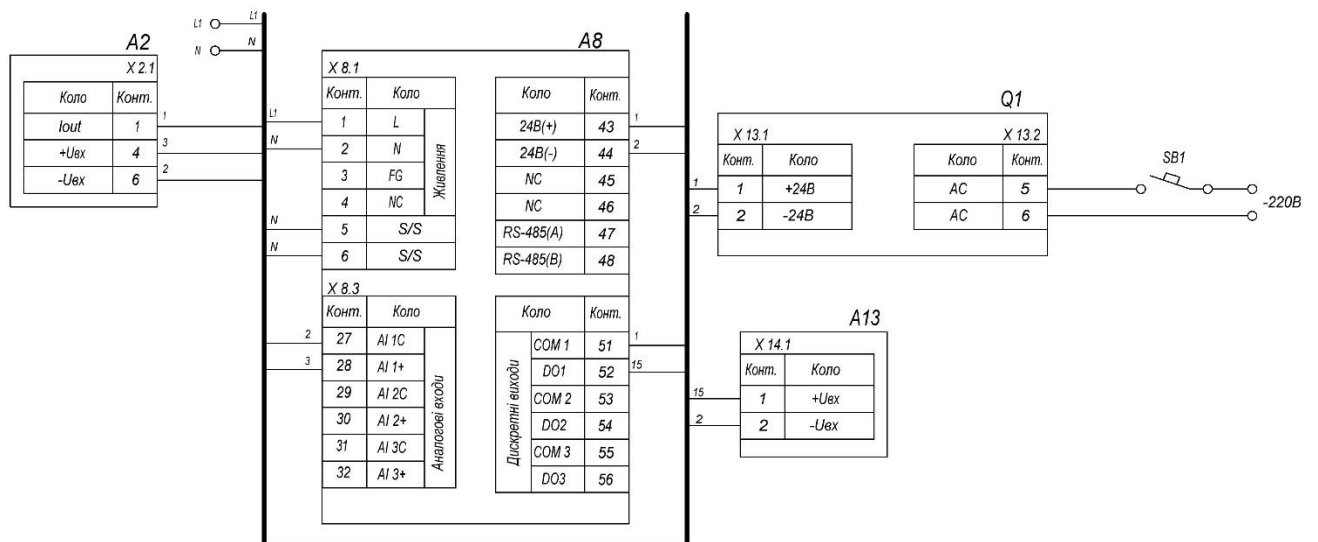 L1 L1
N N
A2
X 2.1
Коло Конт.
Iout 1 1
+Uвх 4 3
-Uвх 6 2
A8
X 8.1
Конт. Коло
L1 1 L
N 2 N
3 FG
4 NC
Живлення
N 5 S/S
N 6 S/S
X 8.3
Конт. Коло
2 27 AI 1C
3 28 AI 1+
29 AI 2C
30 AI 2+
31 AI 3C
32 AI 3+
Аналогові входи
Коло Конт.
24В(+) 43 1
24В(-) 44 2
NC 45
NC 46
RS-485(A) 47
RS-485(B) 48
Коло Конт.
COM 1 51 1
DO1 52 15
COM 2 53
DO2 54
COM 3 55
DO3 56
Дискретні виходи
Q1
X 13.1
Конт. Коло
1 1 +24В
2 2 -24В
X 13.2
Коло Конт.
AC 5
AC 6
SB1
~220В
A13
X 14.1
Конт. Коло
15 1 +Uвх
2 2 -Uвх